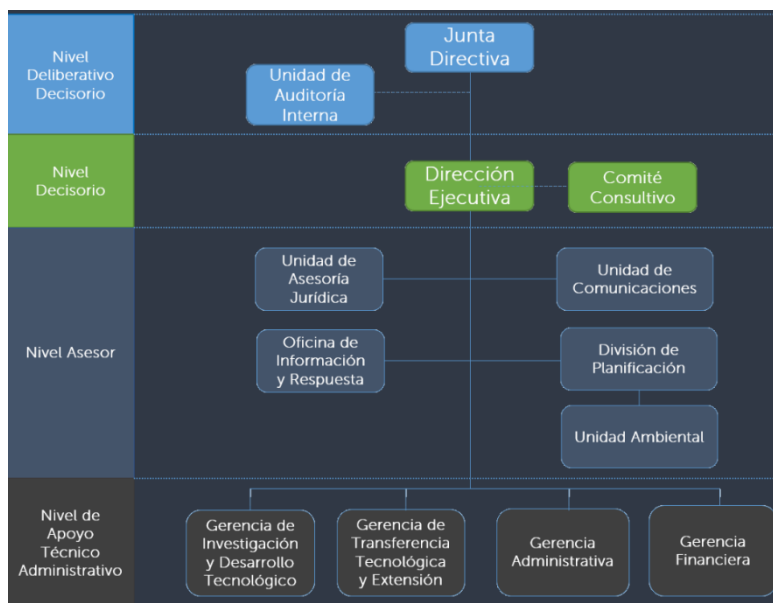 Nivel
Deliberativo
Decisorio
Junta
Directiva
Unidad de
Auditoría
Interna
Nivel
Decisorio
Dirección
Ejecutiva
Comité
Consultivo
Nivel Asesor
Unidad de
Asesoría
Jurídica
Unidad de
Comunicaciones
Oficina de
Información
y Respuesta
División de
Planificación
Unidad Ambiental
Nivel de
Apoyo
Técnico
Administrativo
Gerencia de
Investigación
y Desarrollo
Tecnológico
Gerencia de
Transferencia
Tecnológica
y Extensión
Gerencia
Administrativa
Gerencia
Financiera